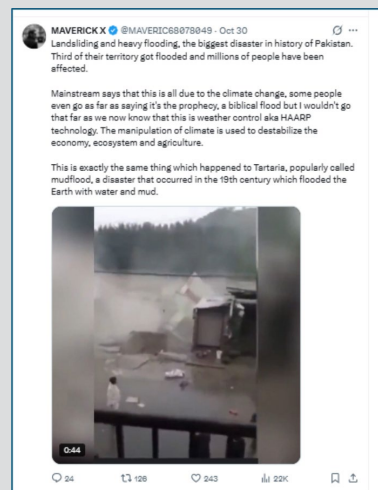 MAVERICK X @MAVERIC68078049 · Oct 30
Landsliding and heavy flooding, the biggest disaster in history of Pakistan.
Third of their territory got flooded and millions of people have been
affected.
Mainstream says that this is all due to the climate change, some people
even go as far as saying it's the prophecy, a biblical flood but I wouldn't go
that far as we now know that this is weather control aka HAARP
technology. The manipulation of climate is used to destabilize the
economy, ecosystem and agriculture.
This is exactly the same thing which happened to Tartaria, popularly called
mudflood, a disaster that occurred in the 19th century which flooded the
Earth with water and mud.
0:44
24 126 243 22K